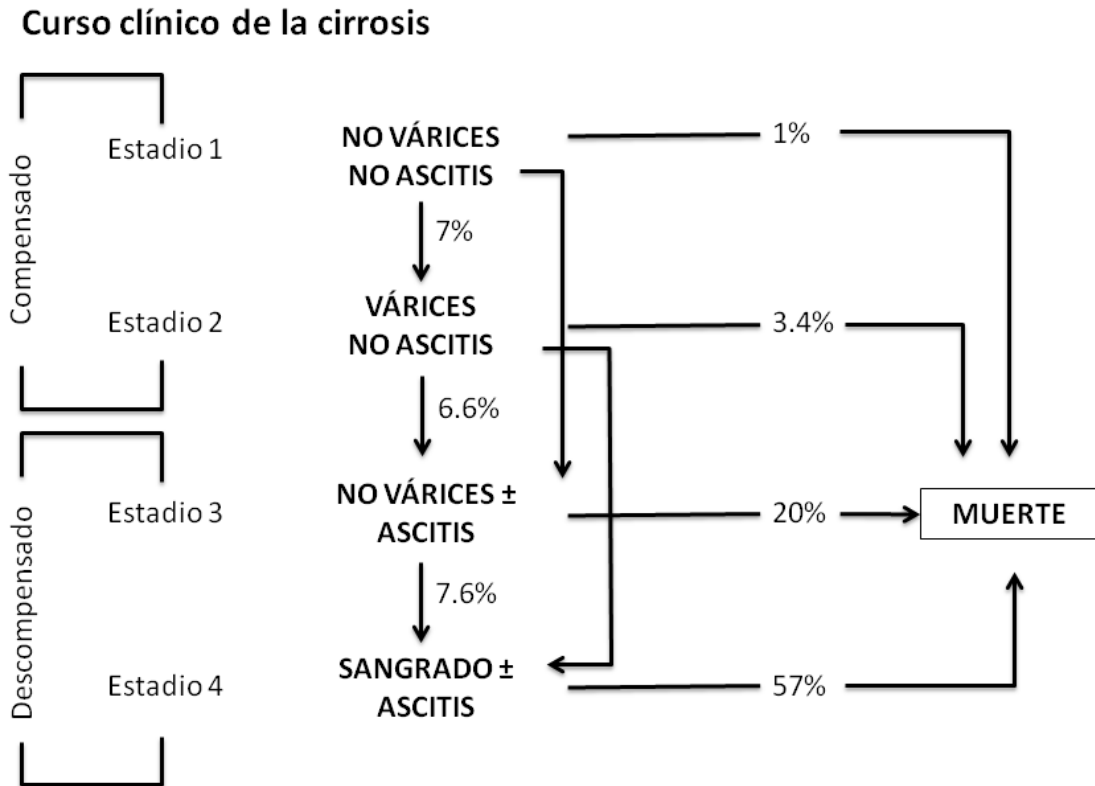 Curso clínico de la cirrosis
Compensado
Estadio 1
NO VÁRICES
NO ASCITIS
1%
7%
Estadio 2
VÁRICES
NO ASCITIS
3.4%
6.6%
Descompensado
Estadio 3
NO VÁRICES ±
ASCITIS
20%
MUERTE
7.6%
Estadio 4
SANGRADO ±
ASCITIS
57%